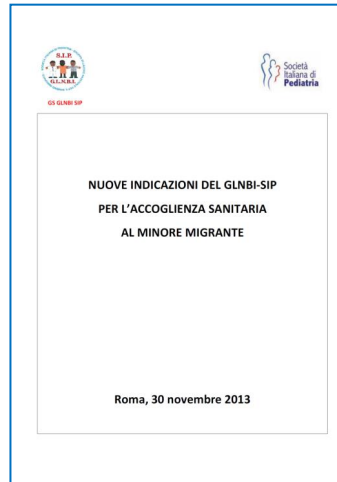 S.I.P.
G.L.N.B.I.
GS GLNBI SIP
Società
Italiana di
Pediatria
NUOVE INDICAZIONI DEL GLNBI-SIP
PER L'ACCOGLIENZA SANITARIA
AL MINORE MIGRANTE
Roma, 30 novembre 2013